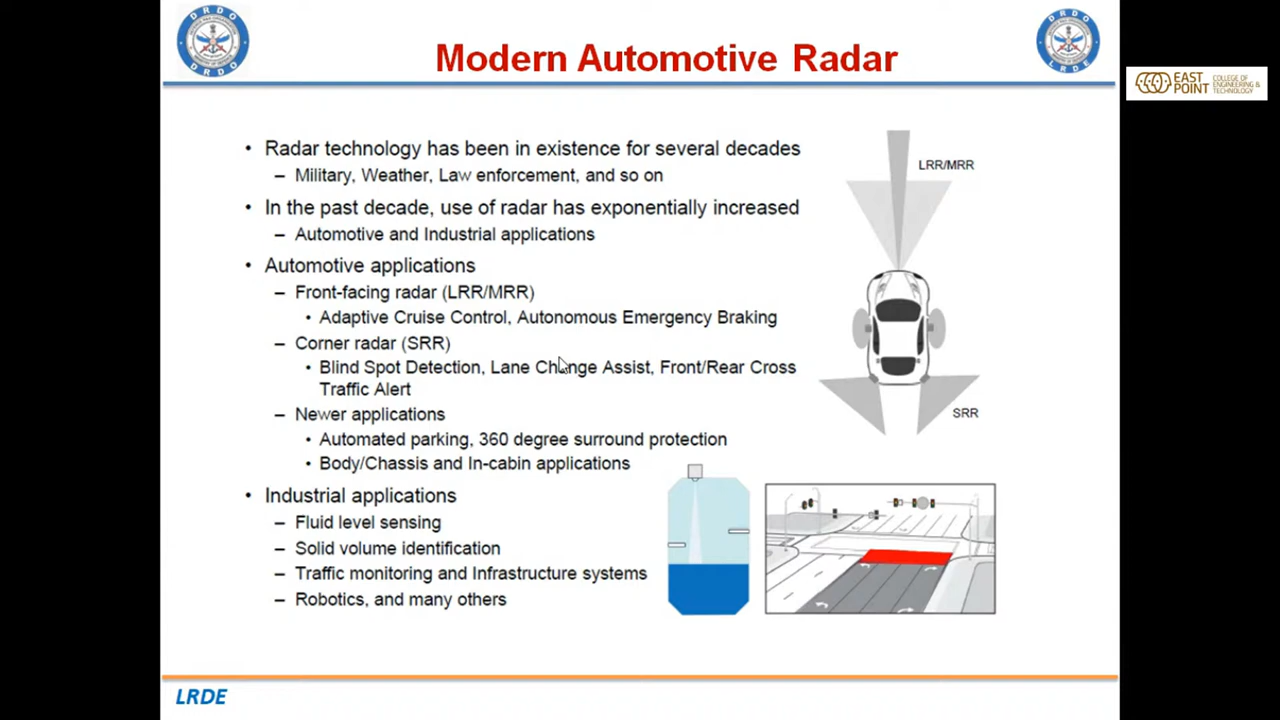 DRDO
DRDO
Modern Automotive Radar
DRDO
LRDE
EAST POINT
COLLEGE OF ENGINEERING & TECHNOLOGY
• Radar technology has been in existence for several decades
– Military, Weather, Law enforcement, and so on
• In the past decade, use of radar has exponentially increased
– Automotive and Industrial applications
• Automotive applications
– Front-facing radar (LRR/MRR)
• Adaptive Cruise Control, Autonomous Emergency Braking
– Corner radar (SRR)
• Blind Spot Detection, Lane Change Assist, Front/Rear Cross
Traffic Alert
– Newer applications
• Automated parking, 360 degree surround protection
• Body/Chassis and In-cabin applications
• Industrial applications
– Fluid level sensing
– Solid volume identification
– Traffic monitoring and Infrastructure systems
– Robotics, and many others
LRR/MRR
SRR
LRDE